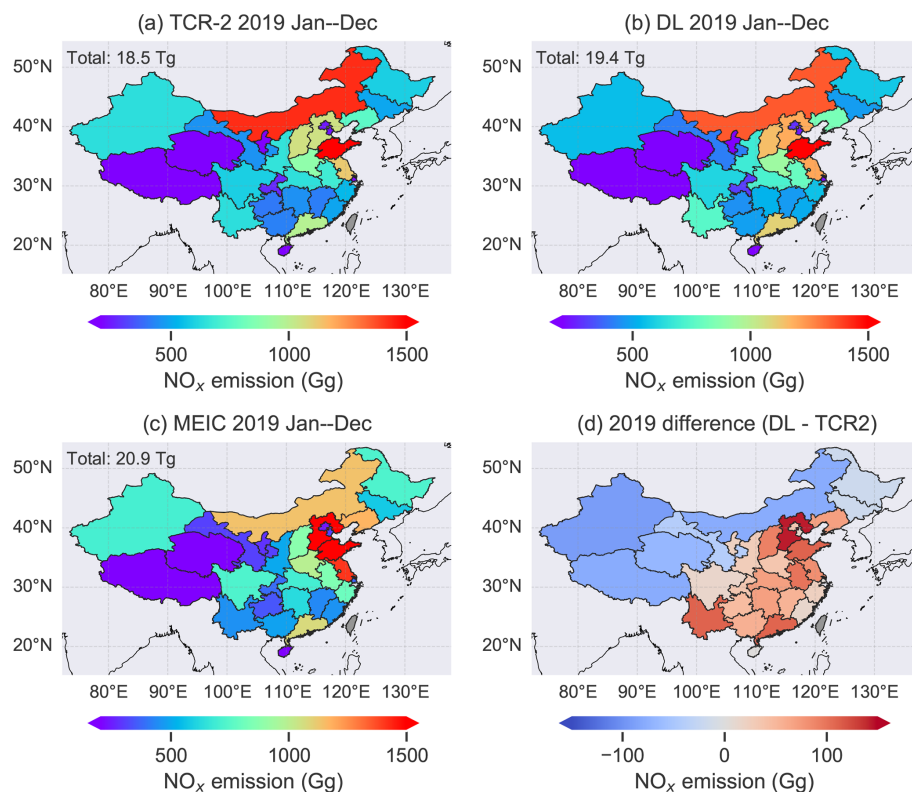 (a) TCR-2 2019 Jan--Dec
Total: 18.5 Tg
50°N
40°N
30°N
20°N
80°E 90°E 100°E 110°E 120°E 130°E
500 1000 1500
NOx emission (Gg)
(b) DL 2019 Jan--Dec
Total: 19.4 Tg
50°N
40°N
30°N
20°N
80°E 90°E 100°E 110°E 120°E 130°E
500 1000 1500
NOx emission (Gg)
(c) MEIC 2019 Jan--Dec
Total: 20.9 Tg
50°N
40°N
30°N
20°N
80°E 90°E 100°E 110°E 120°E 130°E
500 1000 1500
NOx emission (Gg)
(d) 2019 difference (DL - TCR2)
50°N
40°N
30°N
20°N
80°E 90°E 100°E 110°E 120°E 130°E
−100 0 100
NOx emission (Gg)